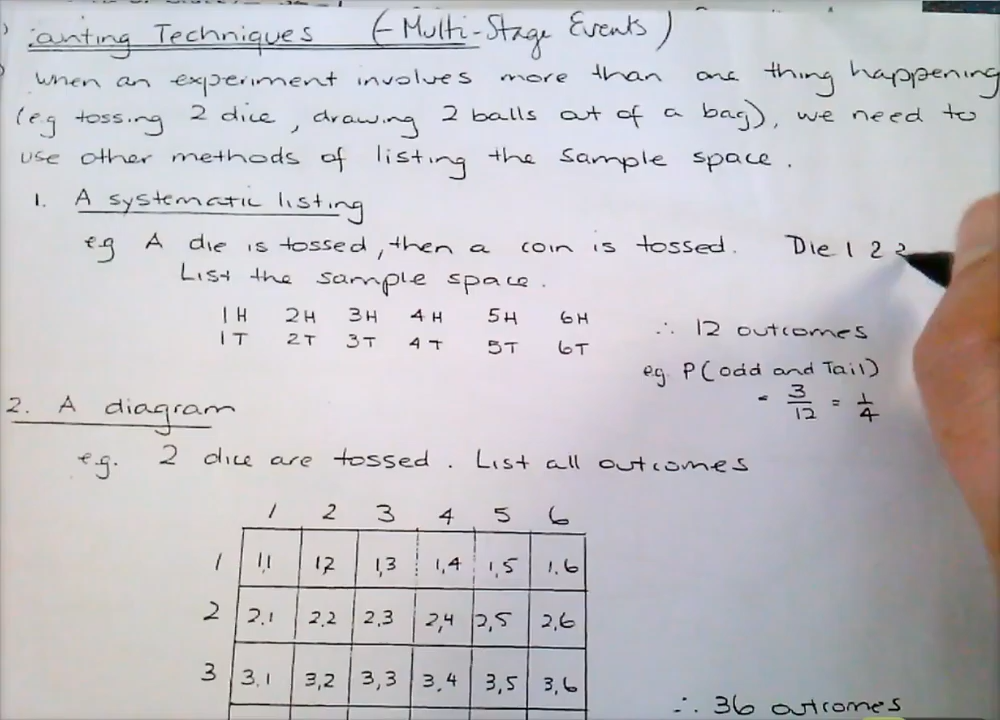 Counting Techniques (-Multi-Stage Events)
when an experiment involves more than one thing happening
(eg tossing 2 dice, drawing 2 balls out of a bag), we need to
use other methods of listing the sample space.
1. A systematic listing
eg A die is tossed, then a coin is tossed. Die 1 2 3
List the sample space.
1H 2H 3H 4H 5H 6H
1T 2T 3T 4T 5T 6T
∴ 12 outcomes
eg. P(odd and Tail)
= 3/12 = 1/4
2. A diagram
e.g. 2 dice are tossed. List all outcomes
1 2 3 4 5 6
1 1,1 1,2 1,3 1,4 1,5 1.6
2 2.1 2.2 2.3 2,4 2,5 2,6
3 3,1 3,2 3,3 3.4 3,5 3,6
∴ 36 outcomes